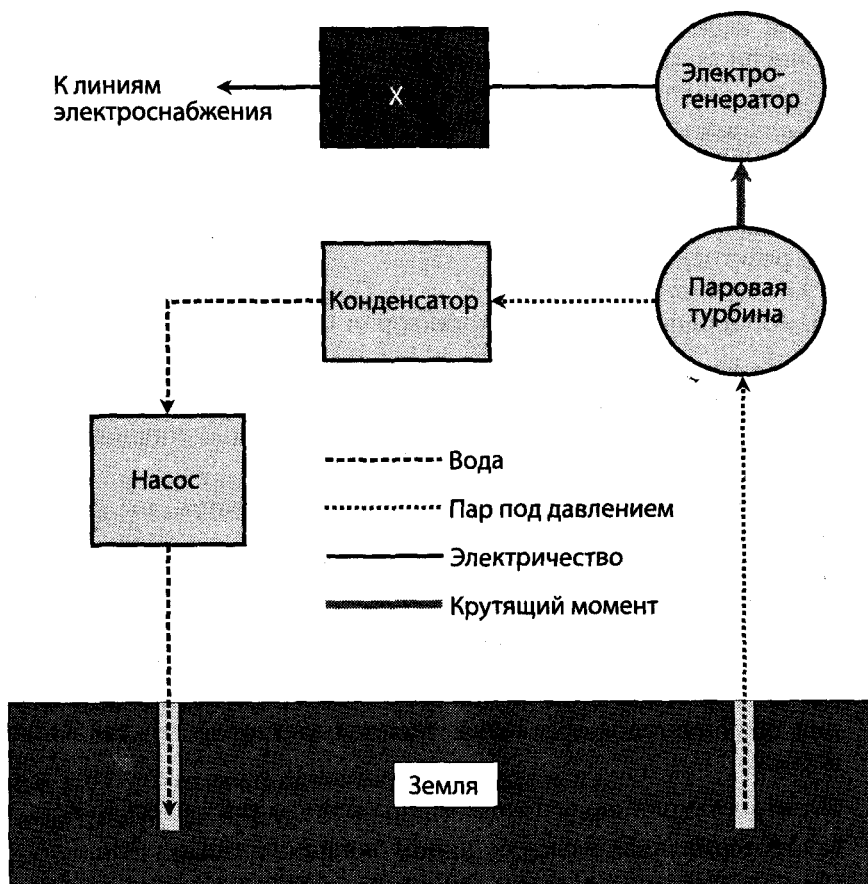 К линиям
электроснабжения
X
Электро-
генератор
Конденсатор
Паровая
турбина
Насос
Вода
Пар под давлением
Электричество
Крутящий момент
Земля